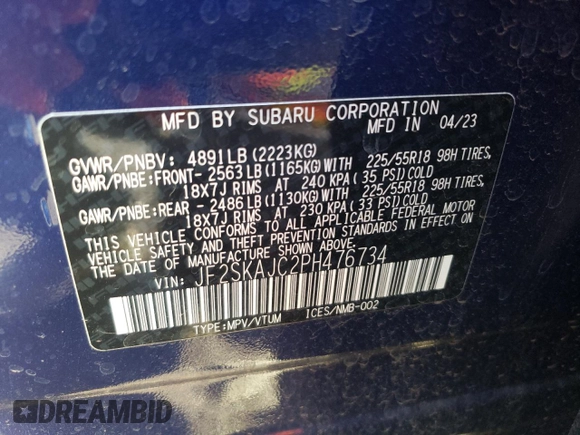 MFD BY SUBARU CORPORATION
MFD IN 04/23
GVWR/PNBV: 4891LB(2223KG)
GAWR/PNBE:FRONT- 2563LB(1165KG)WITH 225/55R18 98H TIRES,
18X7J RIMS AT 240 KPA( 35 PSI)COLD
GAWR/PNBE:REAR - 2486LB(1130KG)WITH 225/55R18 98H TIRES,
18X7J RIMS AT 230 KPA( 33 PSI)COLD
THIS VEHICLE CONFORMS TO ALL APPLICABLE FEDERAL MOTOR
VEHICLE SAFETY AND THEFT PREVENTION STANDARDS IN EFFECT
ON THE DATE OF MANUFACTURE SHOWN ABOVE.
VIN: JF2SKAJC2PH476734
TYPE:MPV/VTUM ICES/NMB-002
DREAMBID